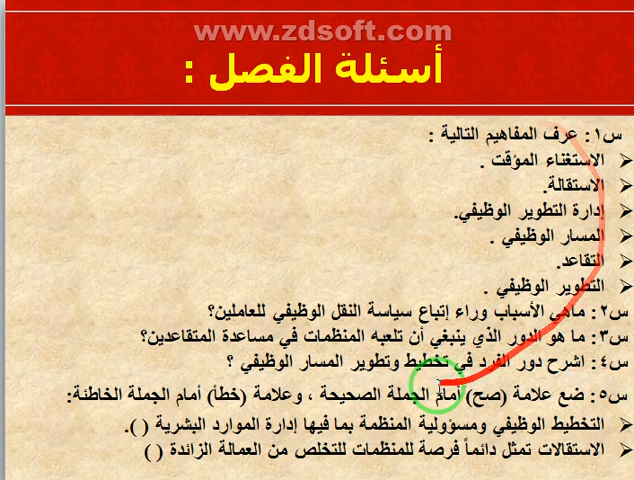 www.zdsoft.com
أسئلة الفصل :
س١: عرف المفاهيم التالية :
الاستغناء المؤقت .
الاستقالة.
إدارة التطوير الوظيفي.
المسار الوظيفي .
التقاعد.
التطوير الوظيفي .
س٢: ماهي الأسباب وراء إتباع سياسة النقل الوظيفي للعاملين؟
س٣: ما هو الدور الذي ينبغي أن تلعبه المنظمات في مساعدة المتقاعدين؟
س٤: اشرح دور الفرد في تخطيط وتطوير المسار الوظيفي ؟
س٥: ضع علامة (صح) أمام الجملة الصحيحة ، وعلامة (خطأ) أمام الجملة الخاطئة:
التخطيط الوظيفي ومسؤولية المنظمة بما فيها إدارة الموارد البشرية ( ).
الاستقالات تمثل دائماً فرصة للمنظمات للتخلص من العمالة الزائدة ( )